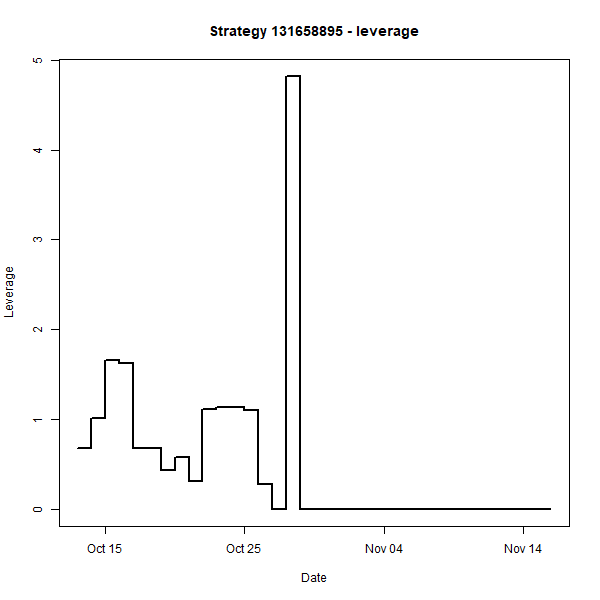 Strategy 131658895 - leverage
5
4
3
2
1
0
Leverage
Oct 15
Oct 25
Nov 04
Nov 14
Date